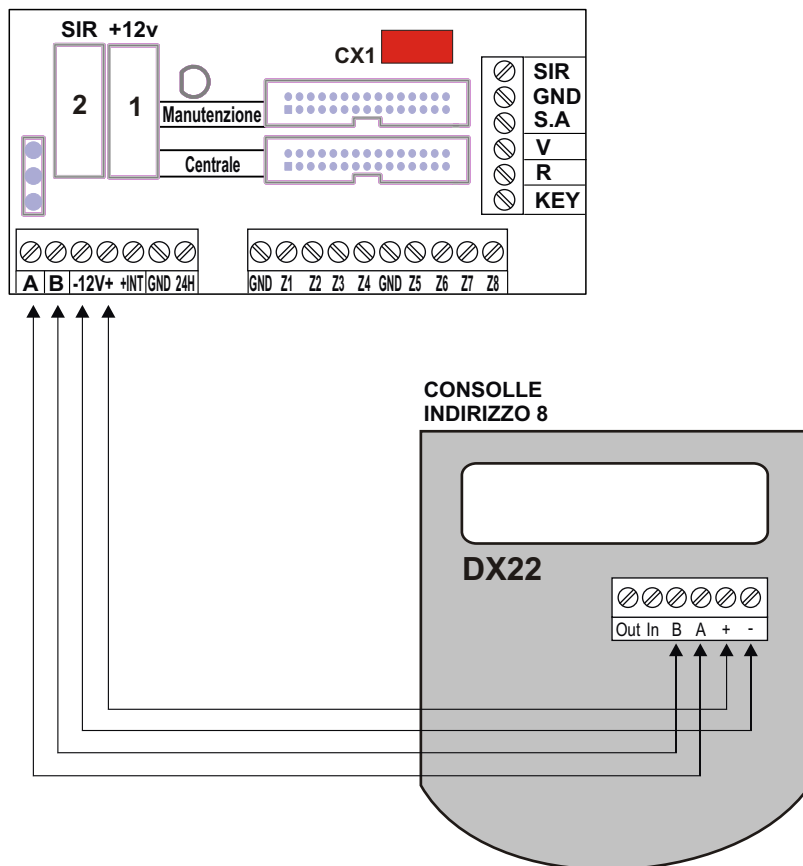 SIR +12v
CX1
2 1
Manutenzione
Centrale
SIR
GND
S.A
V
R
KEY
A B -12V+ +INT GND 24H
GND Z1 Z2 Z3 Z4 GND Z5 Z6 Z7 Z8
CONSOLLE
INDIRIZZO 8
DX22
Out In B A + -